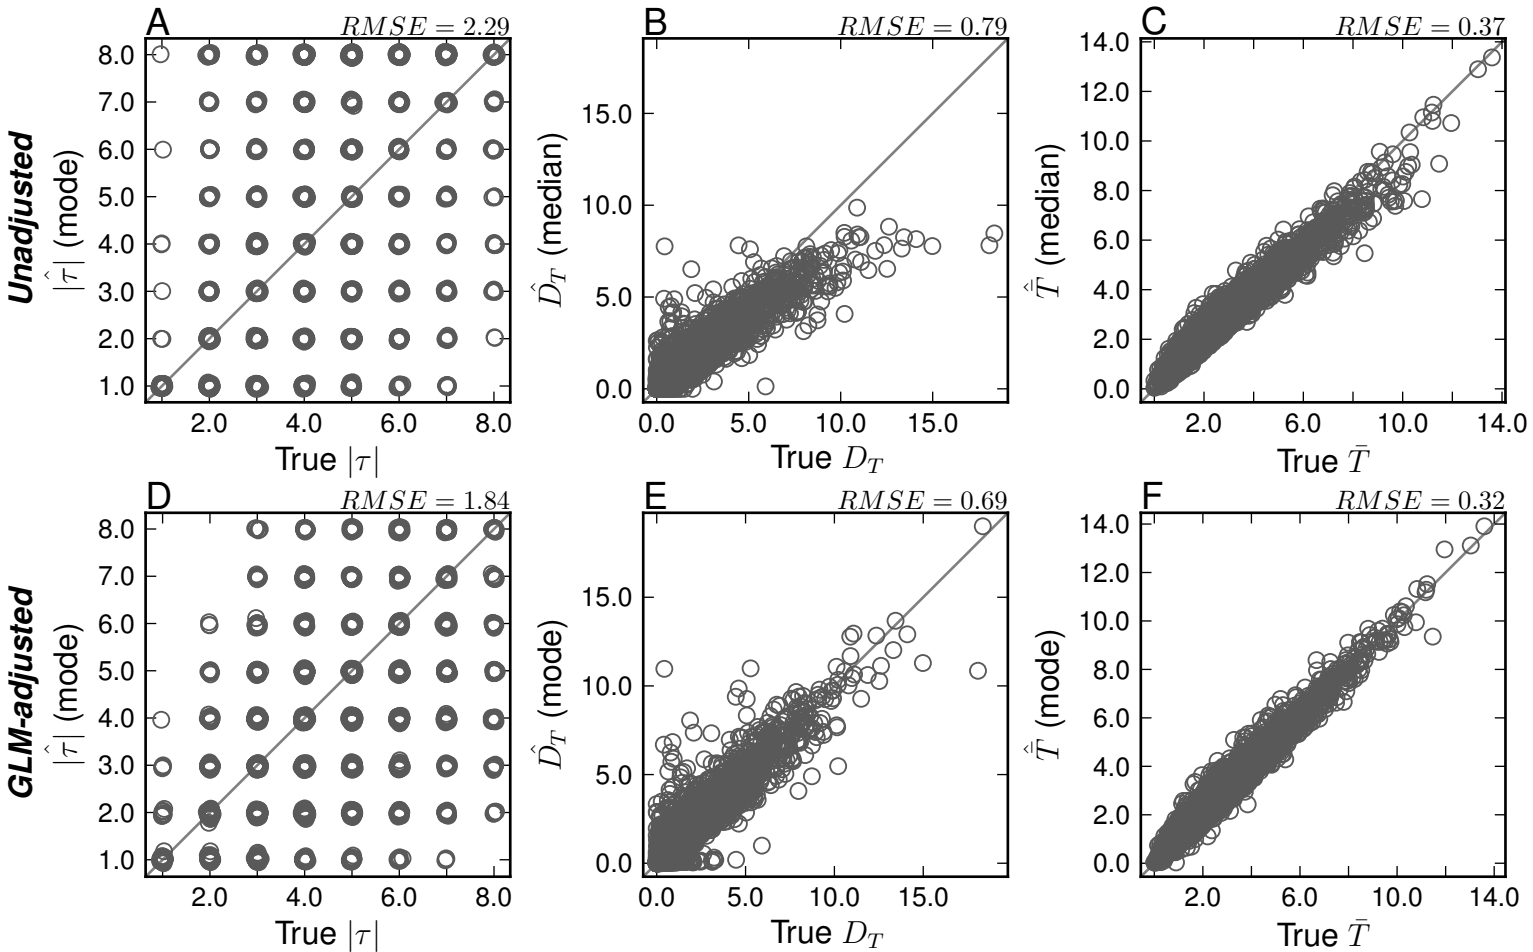 A RMSE = 2.29
B RMSE = 0.79
C RMSE = 0.37
Unadjusted
|τ̂| (mode)
8.0
7.0
6.0
5.0
4.0
3.0
2.0
1.0
2.0 4.0 6.0 8.0
True |τ|
D̂_T (median)
15.0
10.0
5.0
0.0
0.0 5.0 10.0 15.0
True D_T
T̄̂ (median)
14.0
12.0
10.0
8.0
6.0
4.0
2.0
0.0
2.0 6.0 10.0 14.0
True T̄
D RMSE = 1.84
E RMSE = 0.69
F RMSE = 0.32
GLM-adjusted
|τ̂| (mode)
8.0
7.0
6.0
5.0
4.0
3.0
2.0
1.0
2.0 4.0 6.0 8.0
True |τ|
D̂_T (mode)
15.0
10.0
5.0
0.0
0.0 5.0 10.0 15.0
True D_T
T̄̂ (mode)
14.0
12.0
10.0
8.0
6.0
4.0
2.0
0.0
2.0 6.0 10.0 14.0
True T̄